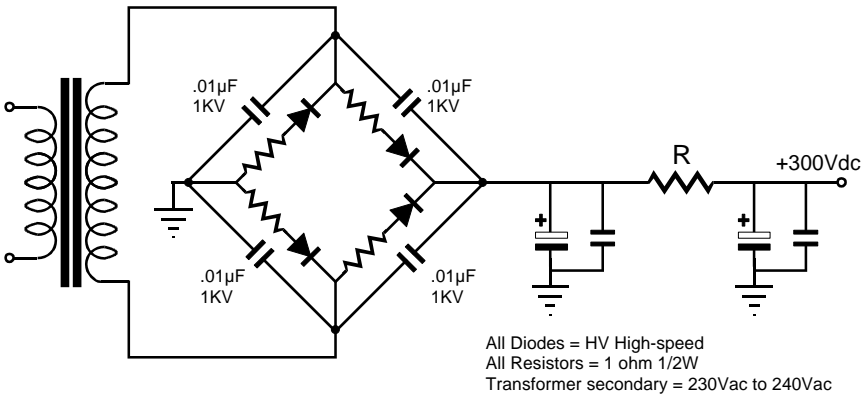 .01µF
1KV
.01µF
1KV
R
+300Vdc
+
+
.01µF
1KV
.01µF
1KV
All Diodes = HV High-speed
All Resistors = 1 ohm 1/2W
Transformer secondary = 230Vac to 240Vac